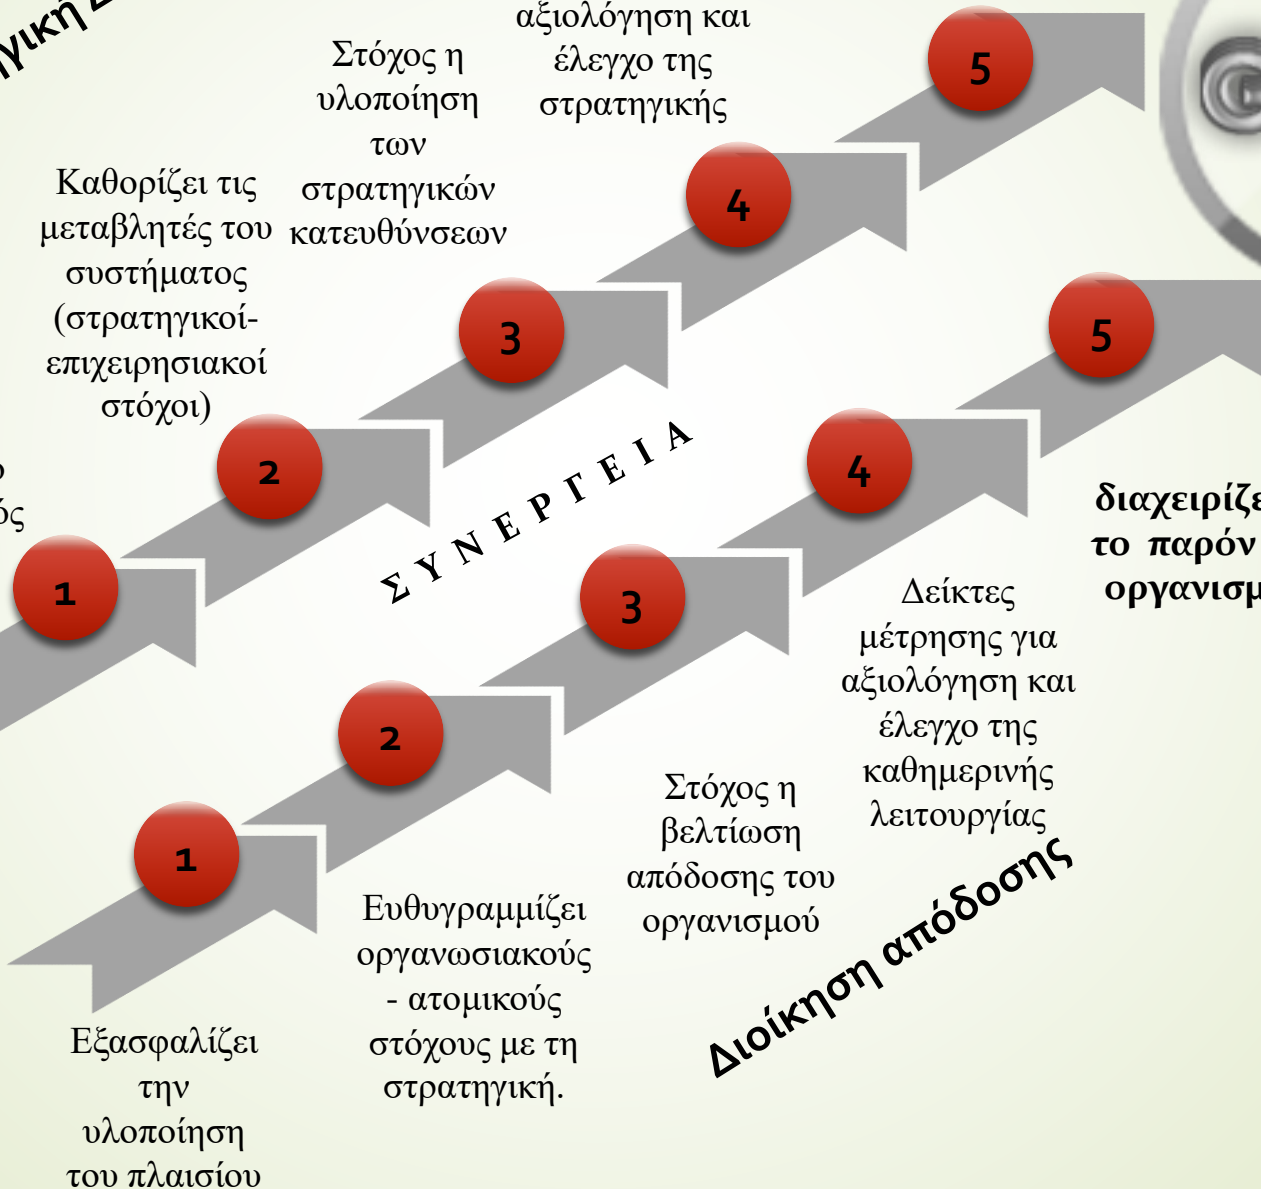 αξιολόγηση και
έλεγχο της
στρατηγικής
Στόχος η
υλοποίηση
των
στρατηγικών
κατευθύνσεων
Καθορίζει τις
μεταβλητές του
συστήματος
(στρατηγικοί-
επιχειρησιακοί
στόχοι)
1
2
3
4
5
ΣΥΝΕΡΓΕΙΑ
1
2
3
4
5
Εξασφαλίζει
την
υλοποίηση
του πλαισίου
Ευθυγραμμίζει
οργανωσιακούς
- ατομικούς
στόχους με τη
στρατηγική.
Στόχος η
βελτίωση
απόδοσης του
οργανισμού
Δείκτες
μέτρησης για
αξιολόγηση και
έλεγχο της
καθημερινής
λειτουργίας
το παρόν
Διοίκηση απόδοσης